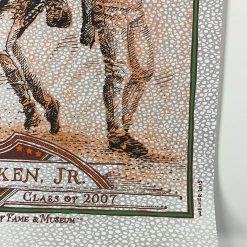 KEN, JR.
CLASS OF 2007
F FAME & MUSEUM